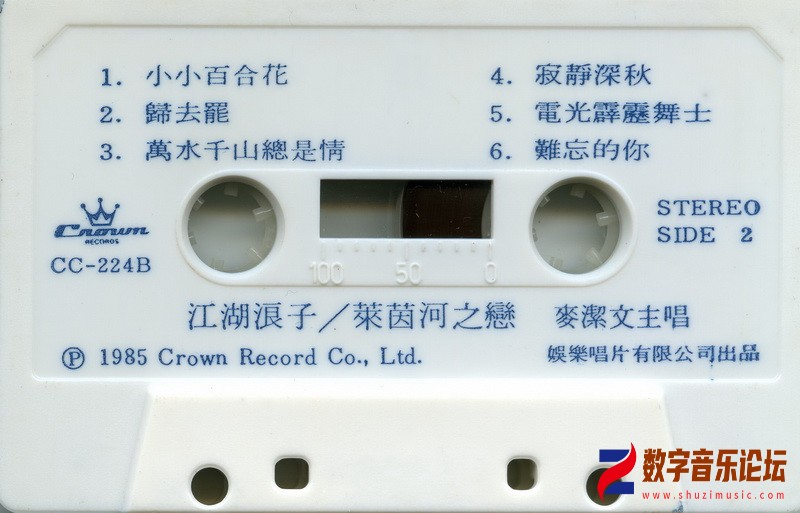 1. 小小百合花
2. 歸去罷
3. 萬水千山總是情
4. 寂靜深秋
5. 電光霹靂舞士
6. 難忘的你
Crown
RECORDS
CC-224B
STEREO
SIDE 2
100 50 0
江湖浪子／萊茵河之戀 麥潔文主唱
Ⓟ 1985 Crown Record Co., Ltd. 娛樂唱片有限公司出品
数字音乐论坛
www.shuzimusic.com